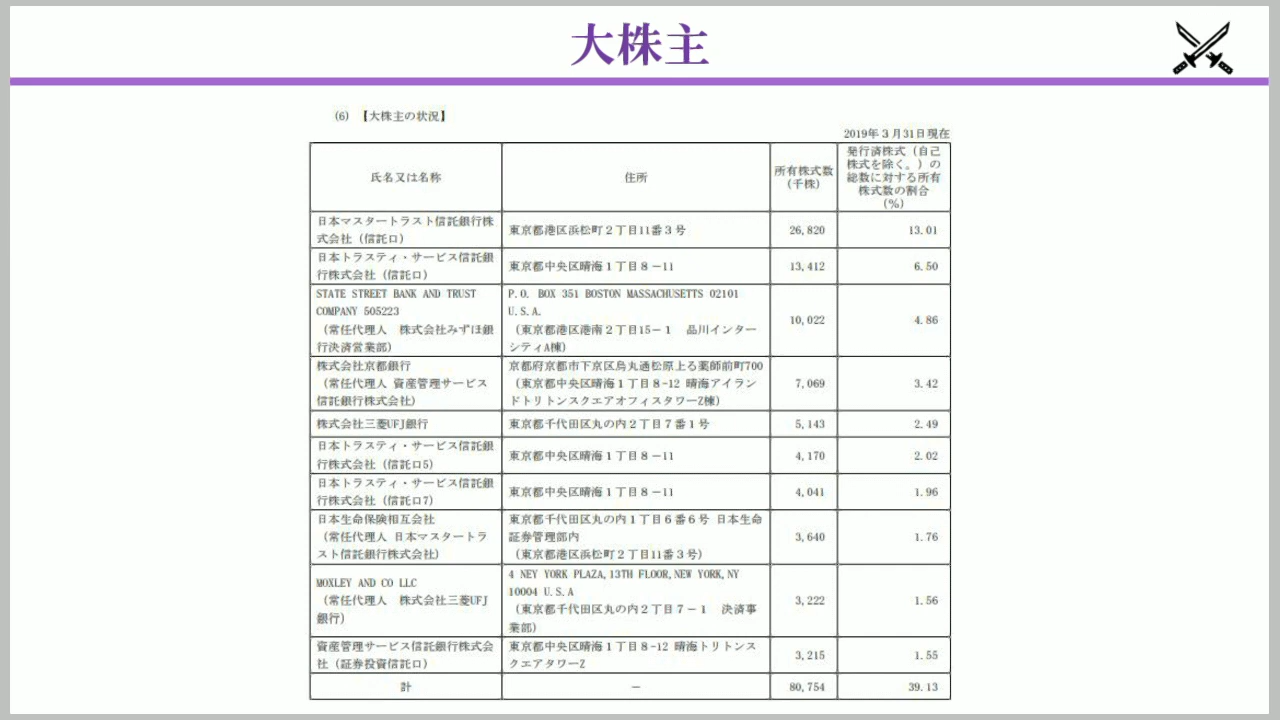 大株主
(6) 【大株主の状況】
2019年３月31日現在
氏名又は名称
住所
所有株式数
(千株)
発行済株式（自己
株式を除く。）の
総数に対する所有
株式数の割合
(%)
日本マスタートラスト信託銀行株
式会社（信託口）
東京都港区浜松町２丁目11番３号
26,820
13.01
日本トラスティ・サービス信託銀
行株式会社（信託口）
東京都中央区晴海１丁目８－11
13,412
6.50
STATE STREET BANK AND TRUST
COMPANY 505223
（常任代理人　株式会社みずほ銀
行決済営業部）
P.O. BOX 351 BOSTON MASSACHUSETTS 02101
U.S.A.
（東京都港区港南２丁目15－１　品川インター
シティA棟）
10,022
4.86
株式会社京都銀行
（常任代理人 資産管理サービス
信託銀行株式会社）
京都府京都市下京区烏丸通松原上る薬師前町700
（東京都中央区晴海１丁目８-12 晴海アイラン
ドトリトンスクエアオフィスタワーZ棟）
7,069
3.42
株式会社三菱UFJ銀行
東京都千代田区丸の内２丁目７番１号
5,143
2.49
日本トラスティ・サービス信託銀
行株式会社（信託口5）
東京都中央区晴海１丁目８－11
4,170
2.02
日本トラスティ・サービス信託銀
行株式会社（信託口7）
東京都中央区晴海１丁目８－11
4,041
1.96
日本生命保険相互会社
（常任代理人 日本マスタートラ
スト信託銀行株式会社）
東京都千代田区丸の内１丁目６番６号 日本生命
証券管理部内
（東京都港区浜松町２丁目11番３号）
3,640
1.76
MOXLEY AND CO LLC
（常任代理人　株式会社三菱UFJ
銀行）
4 NEY YORK PLAZA,13TH FLOOR,NEW YORK,NY
10004 U.S.A
（東京都千代田区丸の内２丁目７－１　決済事
業部）
3,222
1.56
資産管理サービス信託銀行株式会
社（証券投資信託口）
東京都中央区晴海１丁目８-12 晴海トリトンス
クエアタワーZ
3,215
1.55
計
－
80,754
39.13